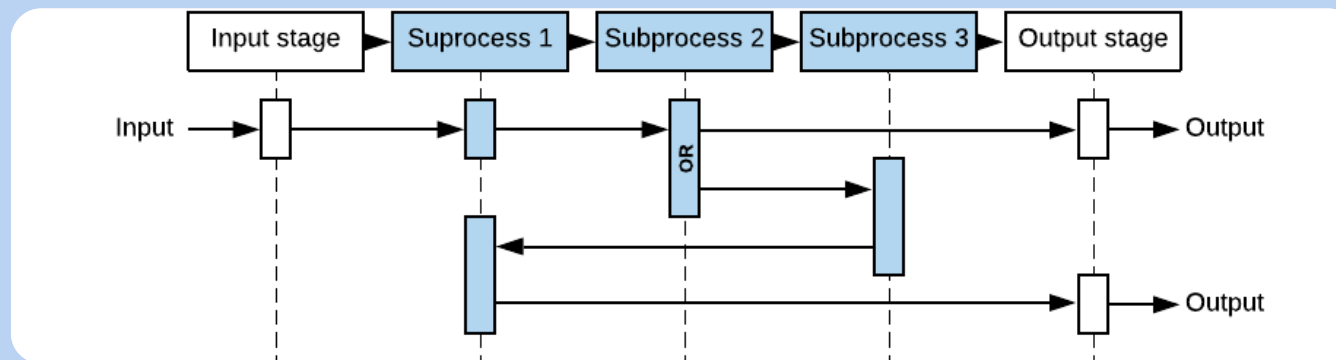 Input stage
Suprocess 1
Subprocess 2
Subprocess 3
Output stage
Input
OR
Output
Output